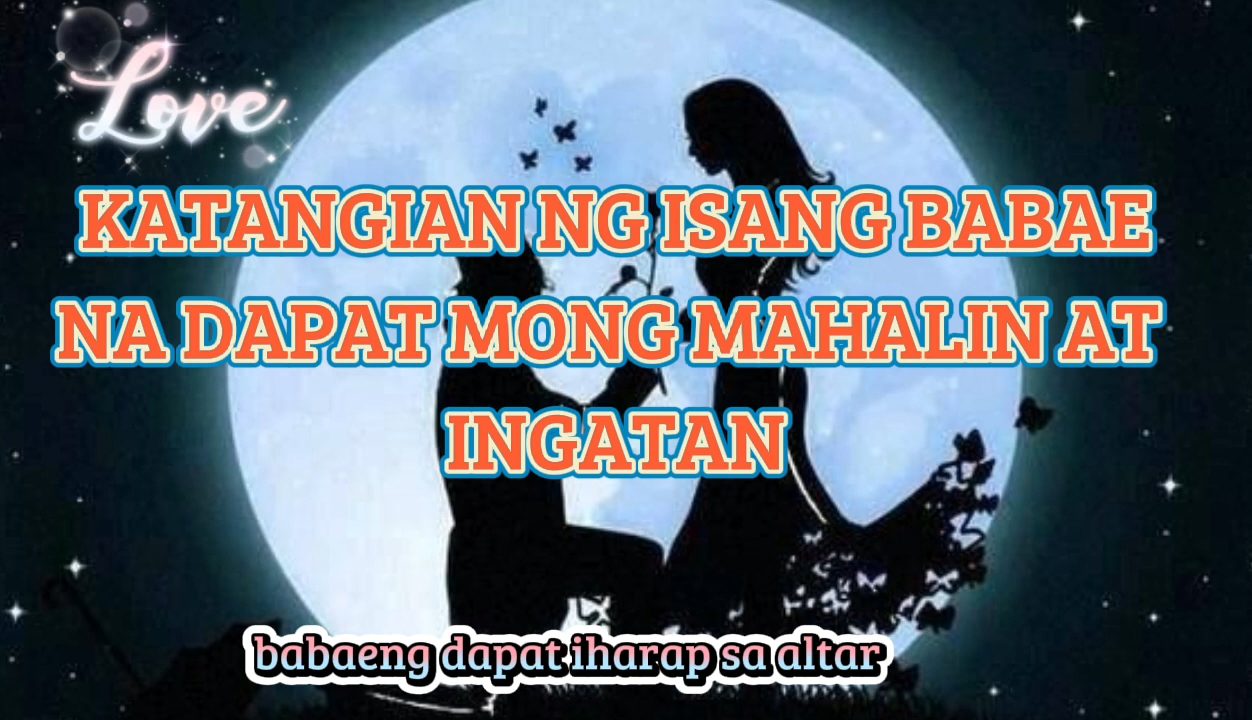 Love
KATANGIAN NG ISANG BABAE
NA DAPAT MONG MAHALIN AT
INGATAN
babaeng dapat iharap sa altar